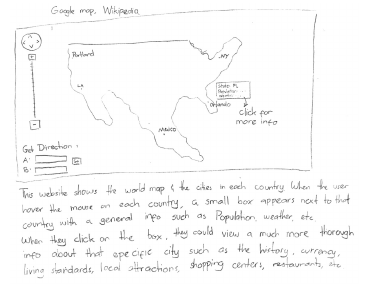 Google map, Wikipedia
Portland
NY
LA
State: FL
Population
Orlando
click for
more info
Mexico
Get Direction:
A:
B:
This website shows the world map & the cities in each country. When the user
hover the mouse on each country, a small box appears next to that
country with a general info such as Population, weather, etc
When they click on the box, they could view a much more thorough
info about that specific city such as the history, currency,
living standards, local attractions, shopping centers, restaurants, etc